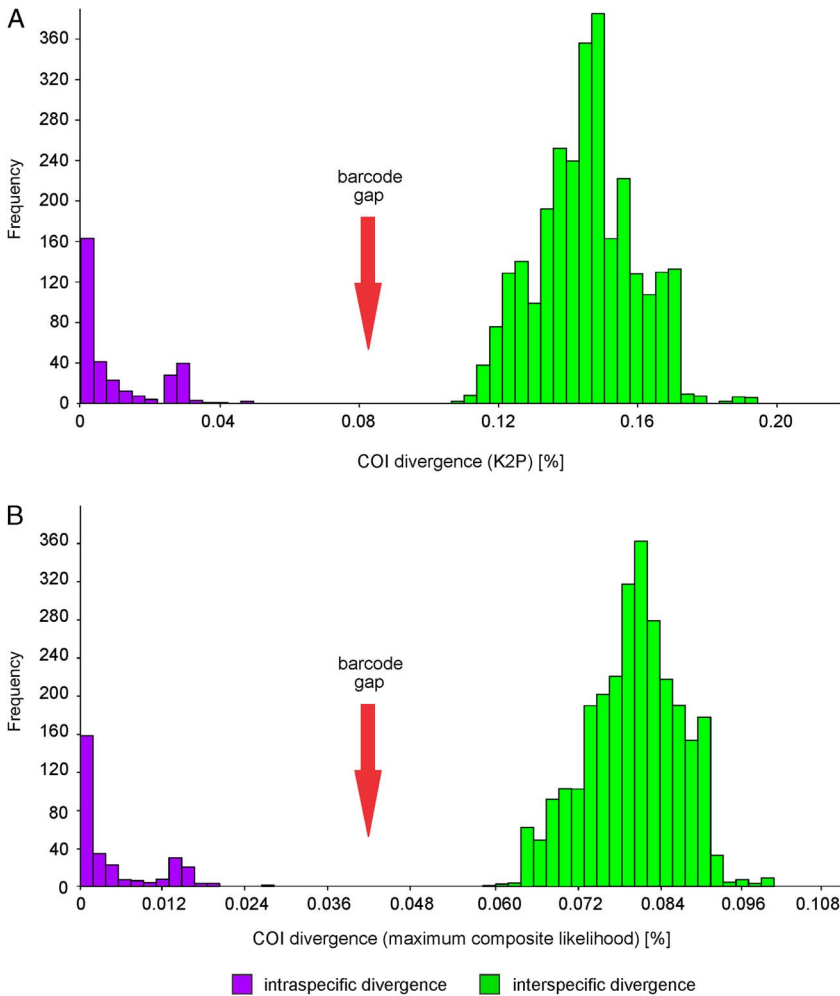 A
360
320
280
240
200
160
120
80
40
0
Frequency
barcode
gap
0 0.04 0.08 0.12 0.16 0.20
COI divergence (K2P) [%]
B
360
320
280
240
200
160
120
80
40
0
Frequency
barcode
gap
0 0.012 0.024 0.036 0.048 0.060 0.072 0.084 0.096 0.108
COI divergence (maximum composite likelihood) [%]
intraspecific divergence interspecific divergence